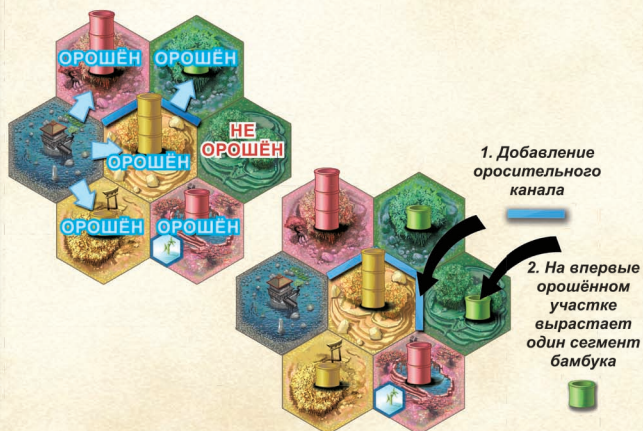 ОРОШЁН ОРОШЁН
НЕ
ОРОШЁН
ОРОШЁН
ОРОШЁН ОРОШЁН
1. Добавление
оросительного
канала
2. На впервые
орошённом
участке
вырастает
один сегмент
бамбука